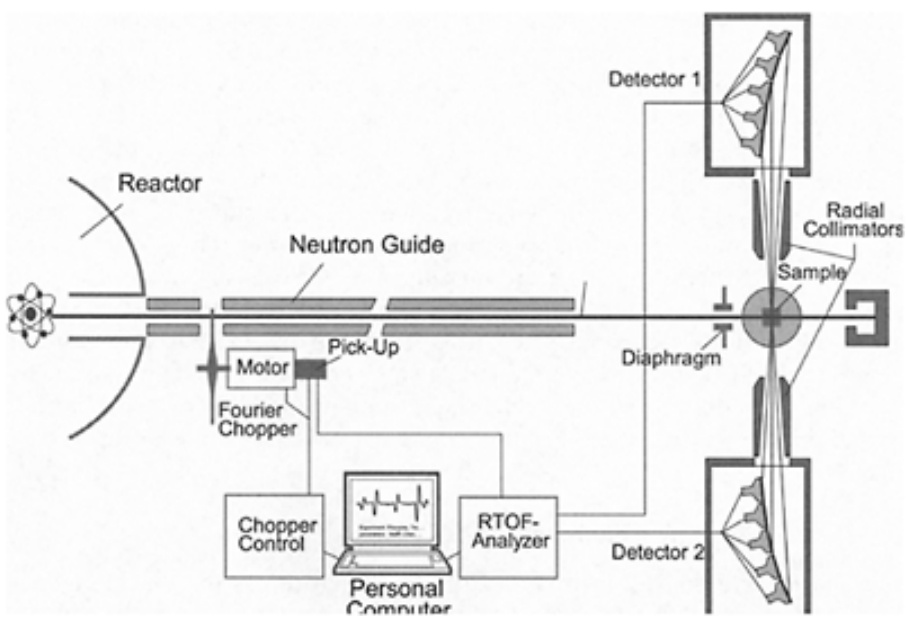 Detector 1
Reactor
Radial
Collimators
Neutron Guide
Sample
Pick-Up
Diaphragm
Motor
Fourier
Chopper
Chopper
Control
RTOF-
Analyzer
Detector 2
Personal
Computer